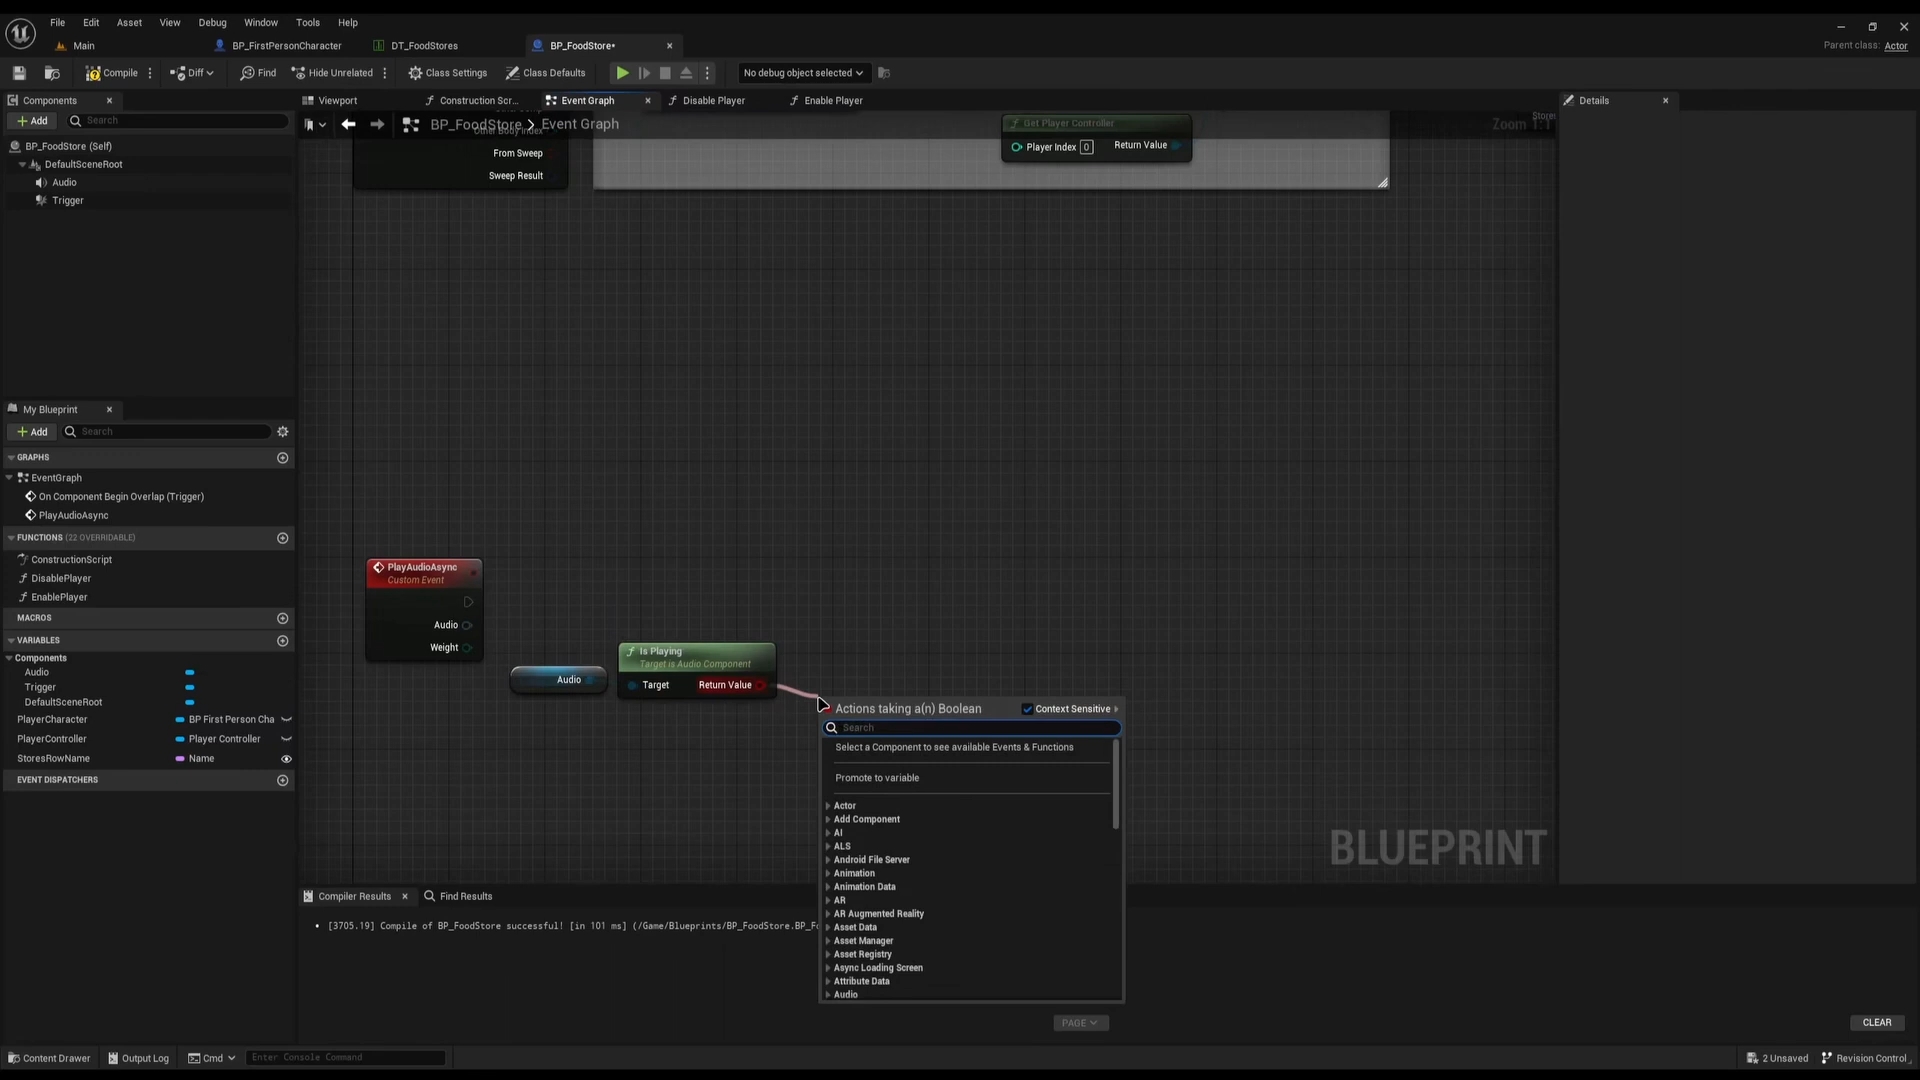 File Edit Asset View Debug Window Tools Help
Main BP_FirstPersonCharacter DT_FoodStores BP_FoodStore• Parent class: Actor
Compile Diff Find Hide Unrelated Class Settings Class Defaults No debug object selected
Components Viewport Construction Scr... Event Graph Disable Player Enable Player Details
Add Search
BP_FoodStore > Event Graph
Other Body Index
Zoom 1:1
Get Player Controller
BP_FoodStore (Self)
Player Index 0 Return Value
From Sweep
DefaultSceneRoot
Sweep Result
Audio
Trigger
My Blueprint
Add Search
GRAPHS
EventGraph
On Component Begin Overlap (Trigger)
PlayAudioAsync
FUNCTIONS (22 OVERRIDABLE)
ConstructionScript
DisablePlayer
EnablePlayer
MACROS
VARIABLES
Components
Audio
Trigger
DefaultSceneRoot
PlayerCharacter BP First Person Cha
PlayerController Player Controller
StoresRowName Name
EVENT DISPATCHERS
PlayAudioAsync
Custom Event
Audio
Weight
Audio
Is Playing
Target is Audio Component
Target Return Value
Actions taking a(n) Boolean Context Sensitive
Search
Select a Component to see available Events & Functions
Promote to variable
Actor
Add Component
AI
ALS
Android File Server
Animation
Animation Data
AR
AR Augmented Reality
Asset Data
Asset Manager
Asset Registry
Async Loading Screen
Attribute Data
Audio
BLUEPRINT
Compiler Results Find Results
• [3705.19] Compile of BP_FoodStore successful! [in 101 ms] (/Game/Blueprints/BP_FoodStore.BP_Fo
PAGE
CLEAR
Content Drawer Output Log Cmd Enter Console Command 2 Unsaved Revision Control